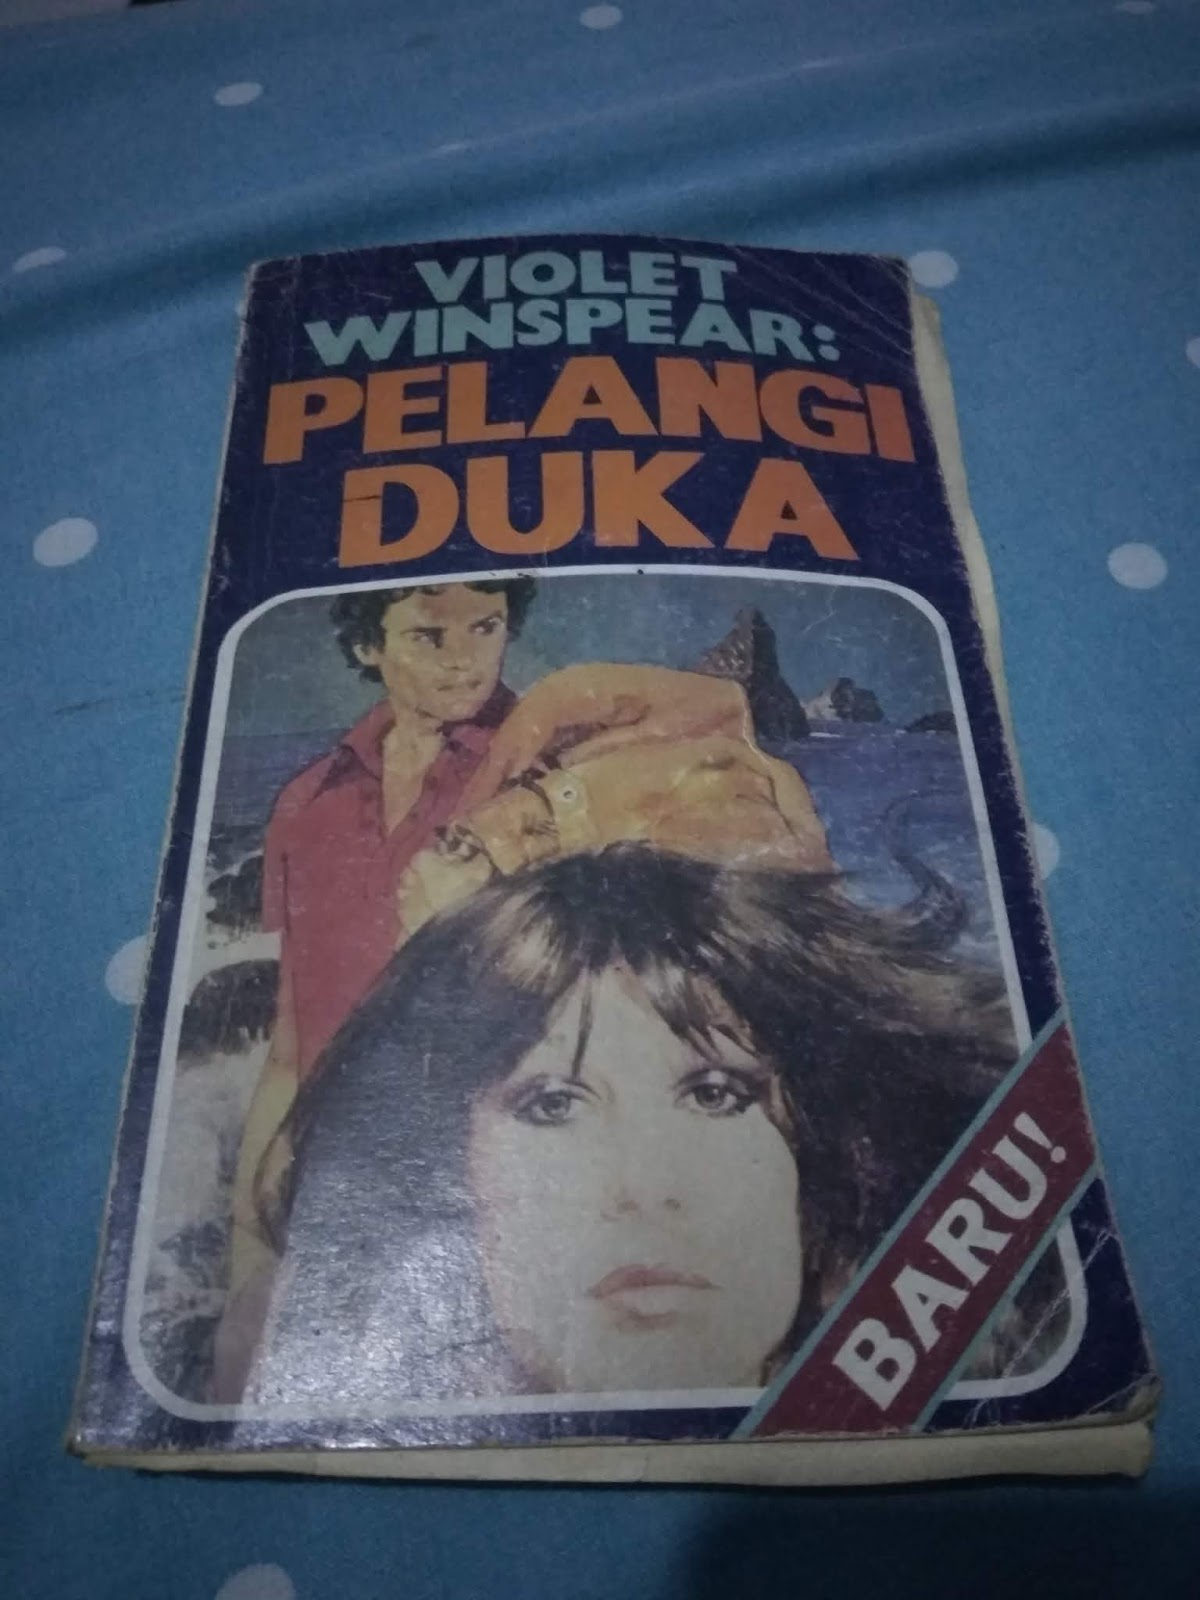 VIOLET
WINSPEAR:
PELANGI
DUKA
BARU!